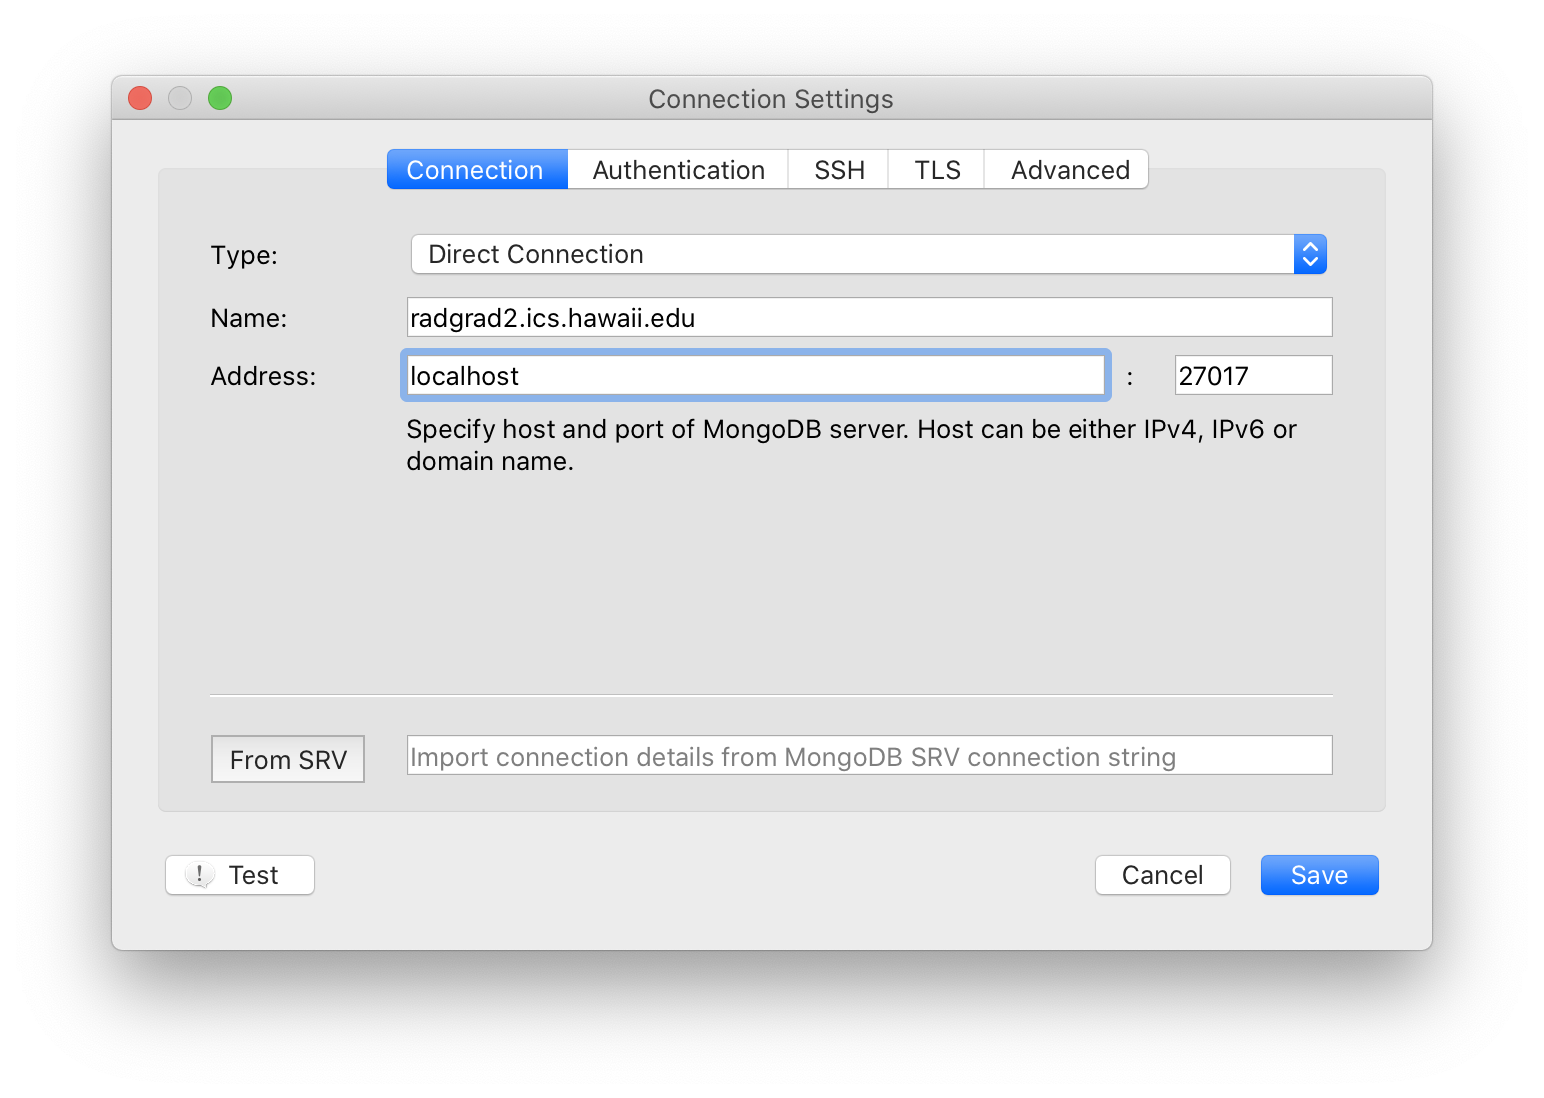 Connection Settings
Connection Authentication SSH TLS Advanced
Type: Direct Connection
Name: radgrad2.ics.hawaii.edu
Address: localhost : 27017
Specify host and port of MongoDB server. Host can be either IPv4, IPv6 or
domain name.
From SRV Import connection details from MongoDB SRV connection string
! Test Cancel Save